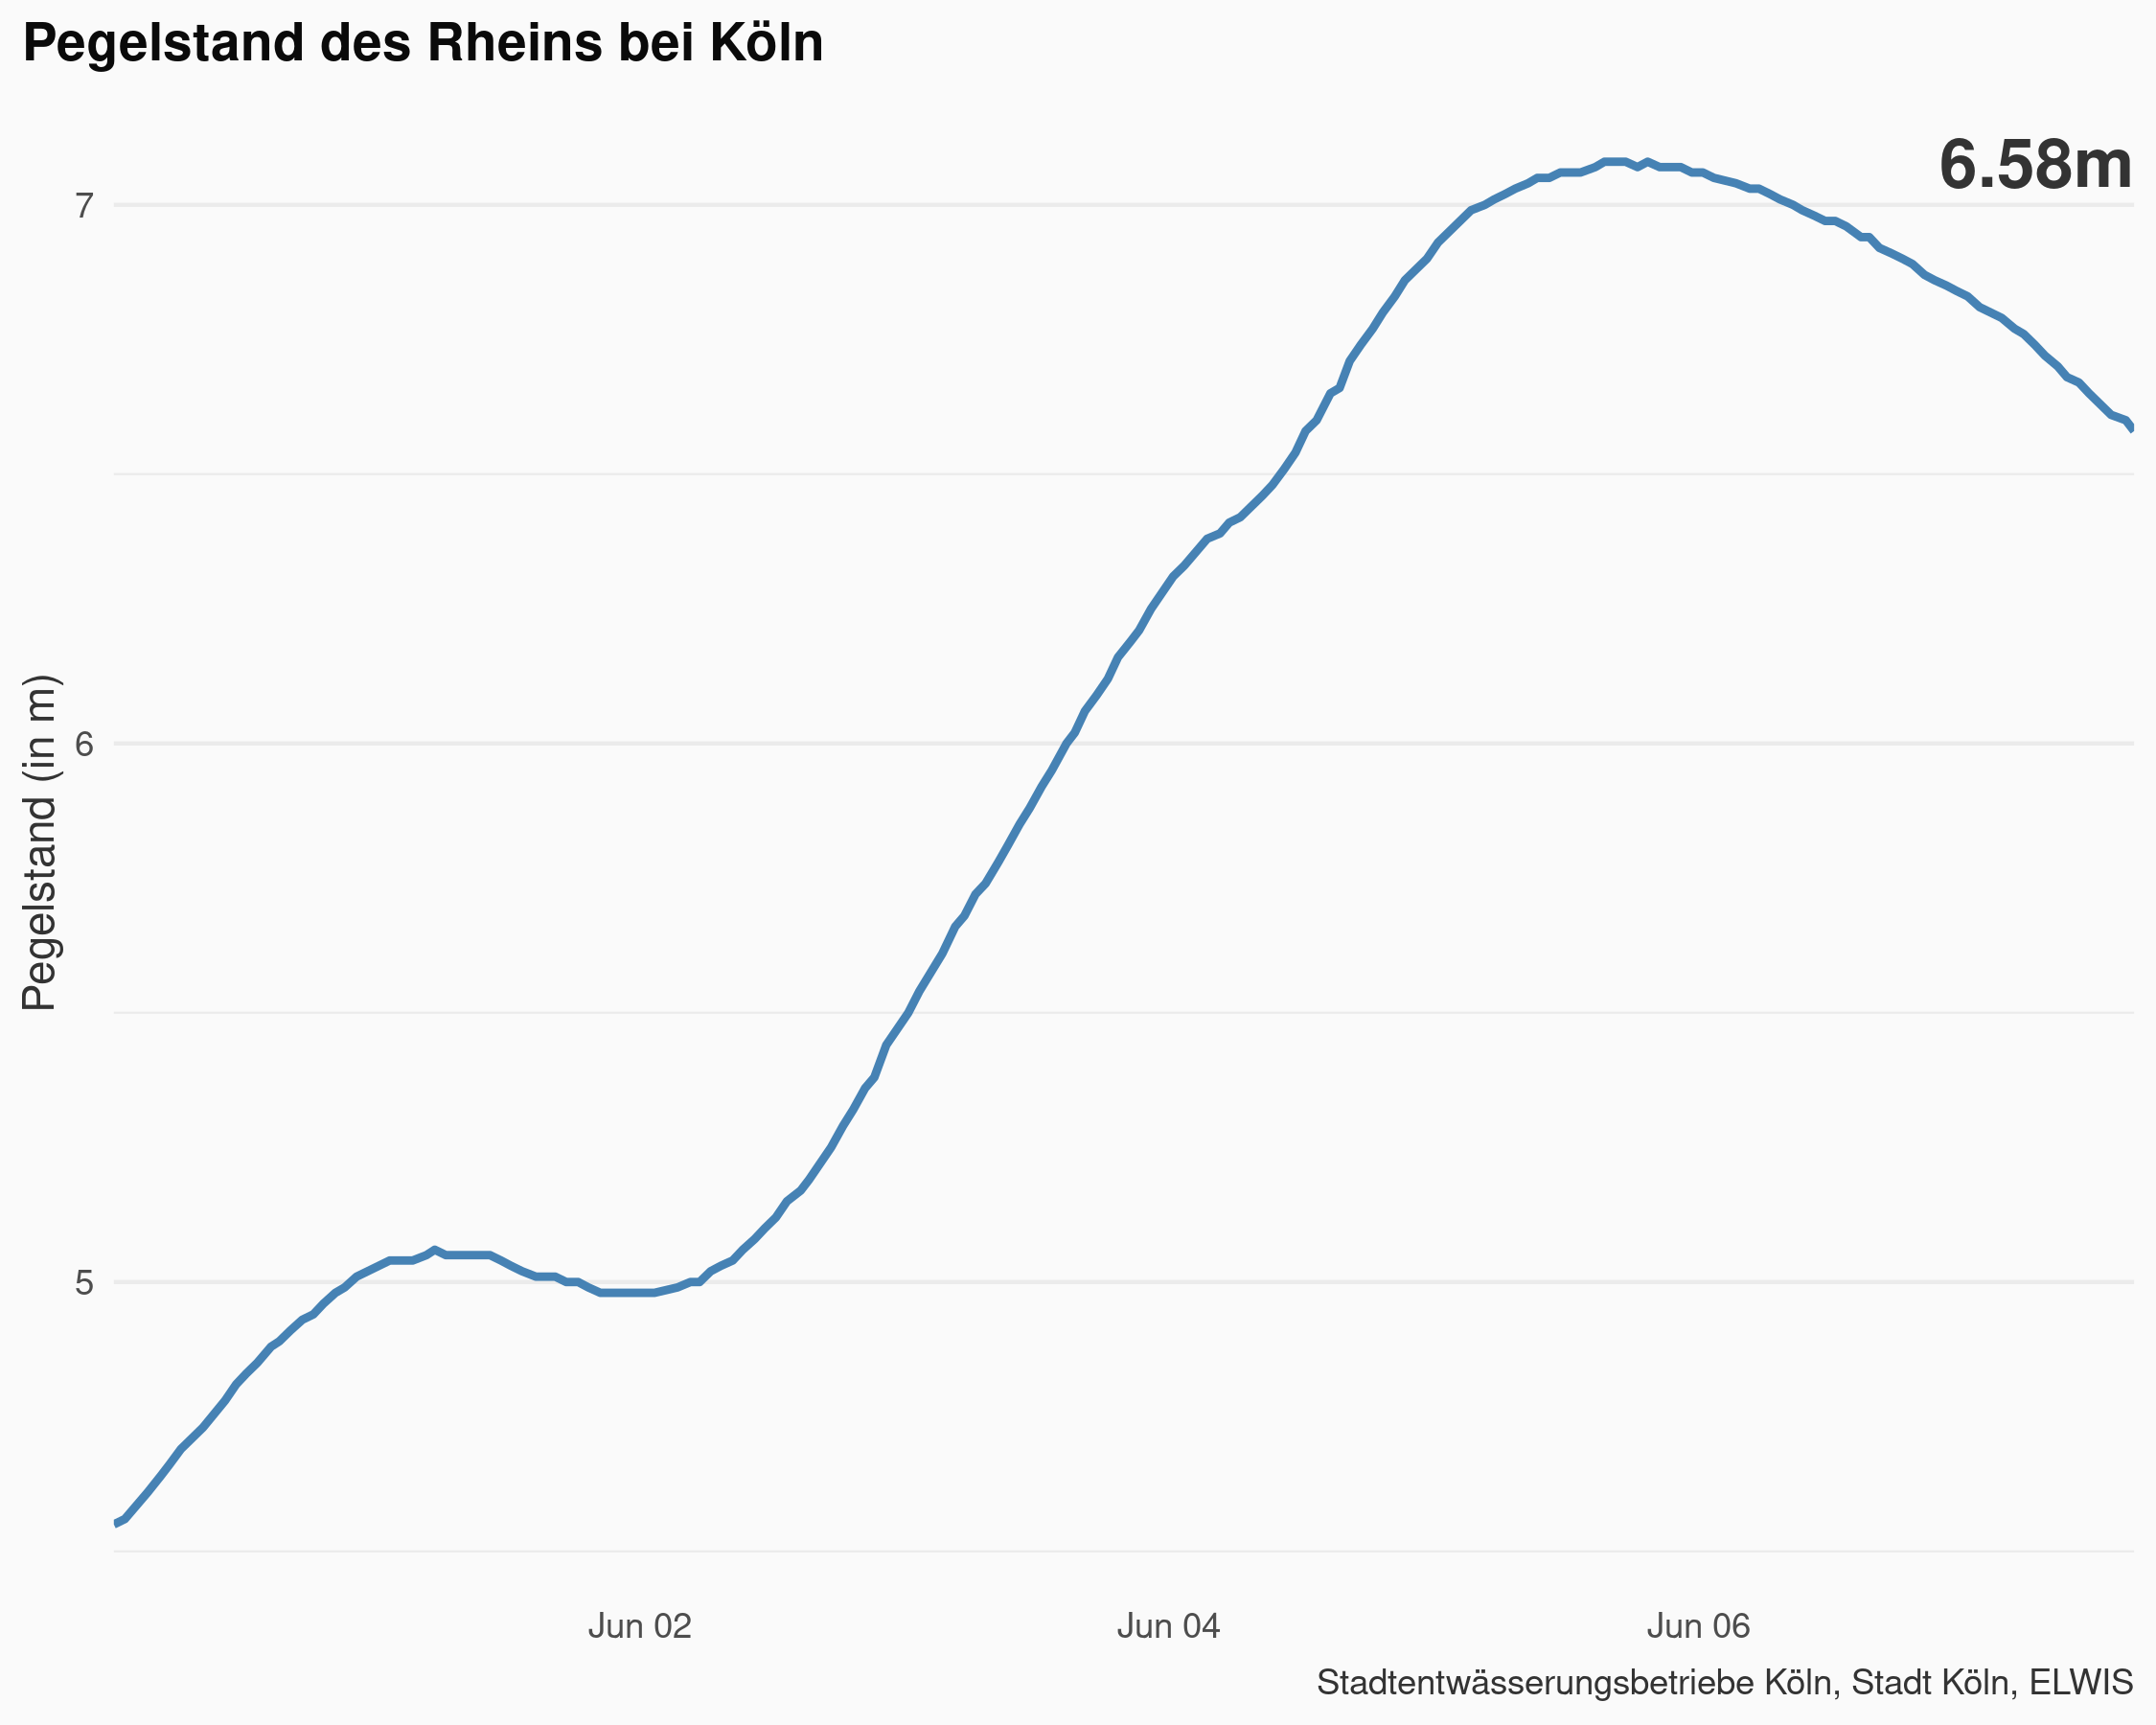 Pegelstand des Rheins bei Köln
6.58m
Pegelstand (in m)
7
6
5
Jun 02
Jun 04
Jun 06
Stadtentwässerungsbetriebe Köln, Stadt Köln, ELWIS